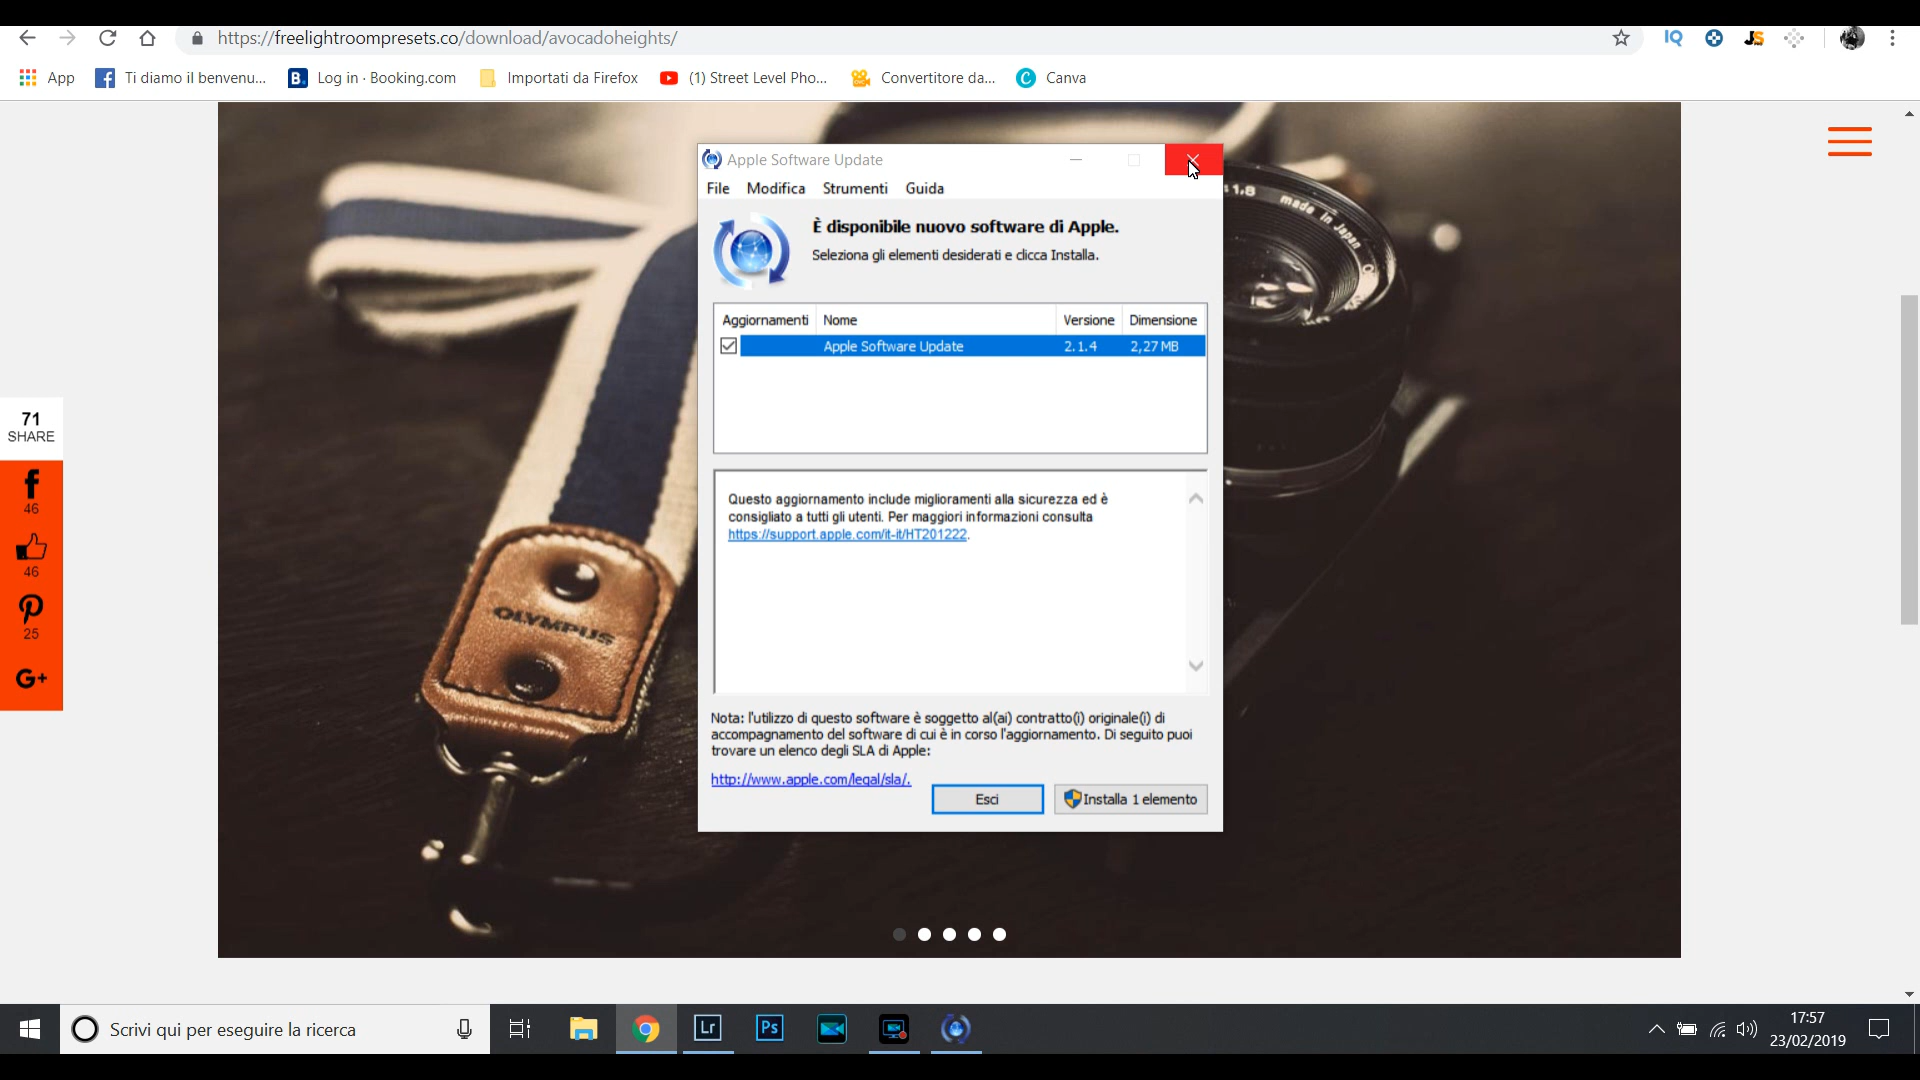 https://freelightroompresets.co/download/avocadoheights/
App
Ti diamo il benvenu...
Log in · Booking.com
Importati da Firefox
(1) Street Level Pho...
Convertitore da...
Canva
Apple Software Update
File Modifica Strumenti Guida
È disponibile nuovo software di Apple.
Seleziona gli elementi desiderati e clicca Installa.
Aggiornamenti Nome Versione Dimensione
Apple Software Update 2.1.4 2,27 MB
Questo aggiornamento include miglioramenti alla sicurezza ed è
consigliato a tutti gli utenti. Per maggiori informazioni consulta
https://support.apple.com/it-it/HT201222.
Nota: l'utilizzo di questo software è soggetto al(ai) contratto(i) originale(i) di
accompagnamento del software di cui è in corso l'aggiornamento. Di seguito puoi
trovare un elenco degli SLA di Apple:
http://www.apple.com/legal/sla/.
Esci
Installa 1 elemento
71
SHARE
46
46
25
G+
OLYMPUS
1.8
made in Japan
IQ
JS
Scrivi qui per eseguire la ricerca
Lr
Ps
17:57
23/02/2019